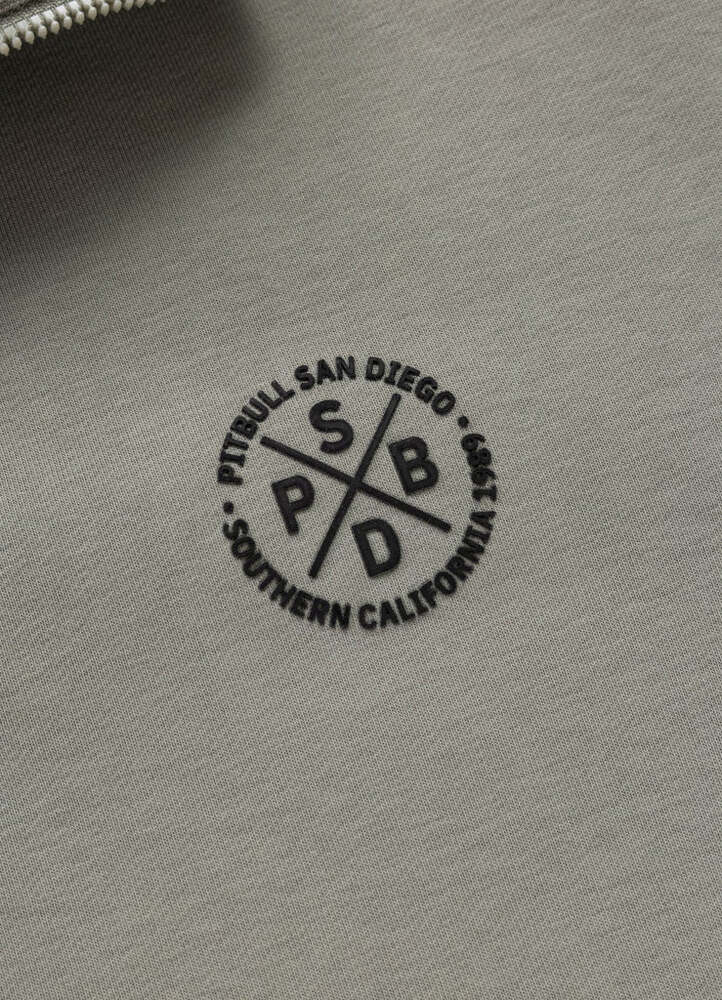 PITBULL SAN DIEGO •
SOUTHERN CALIFORNIA 1989 •
S
P B
D